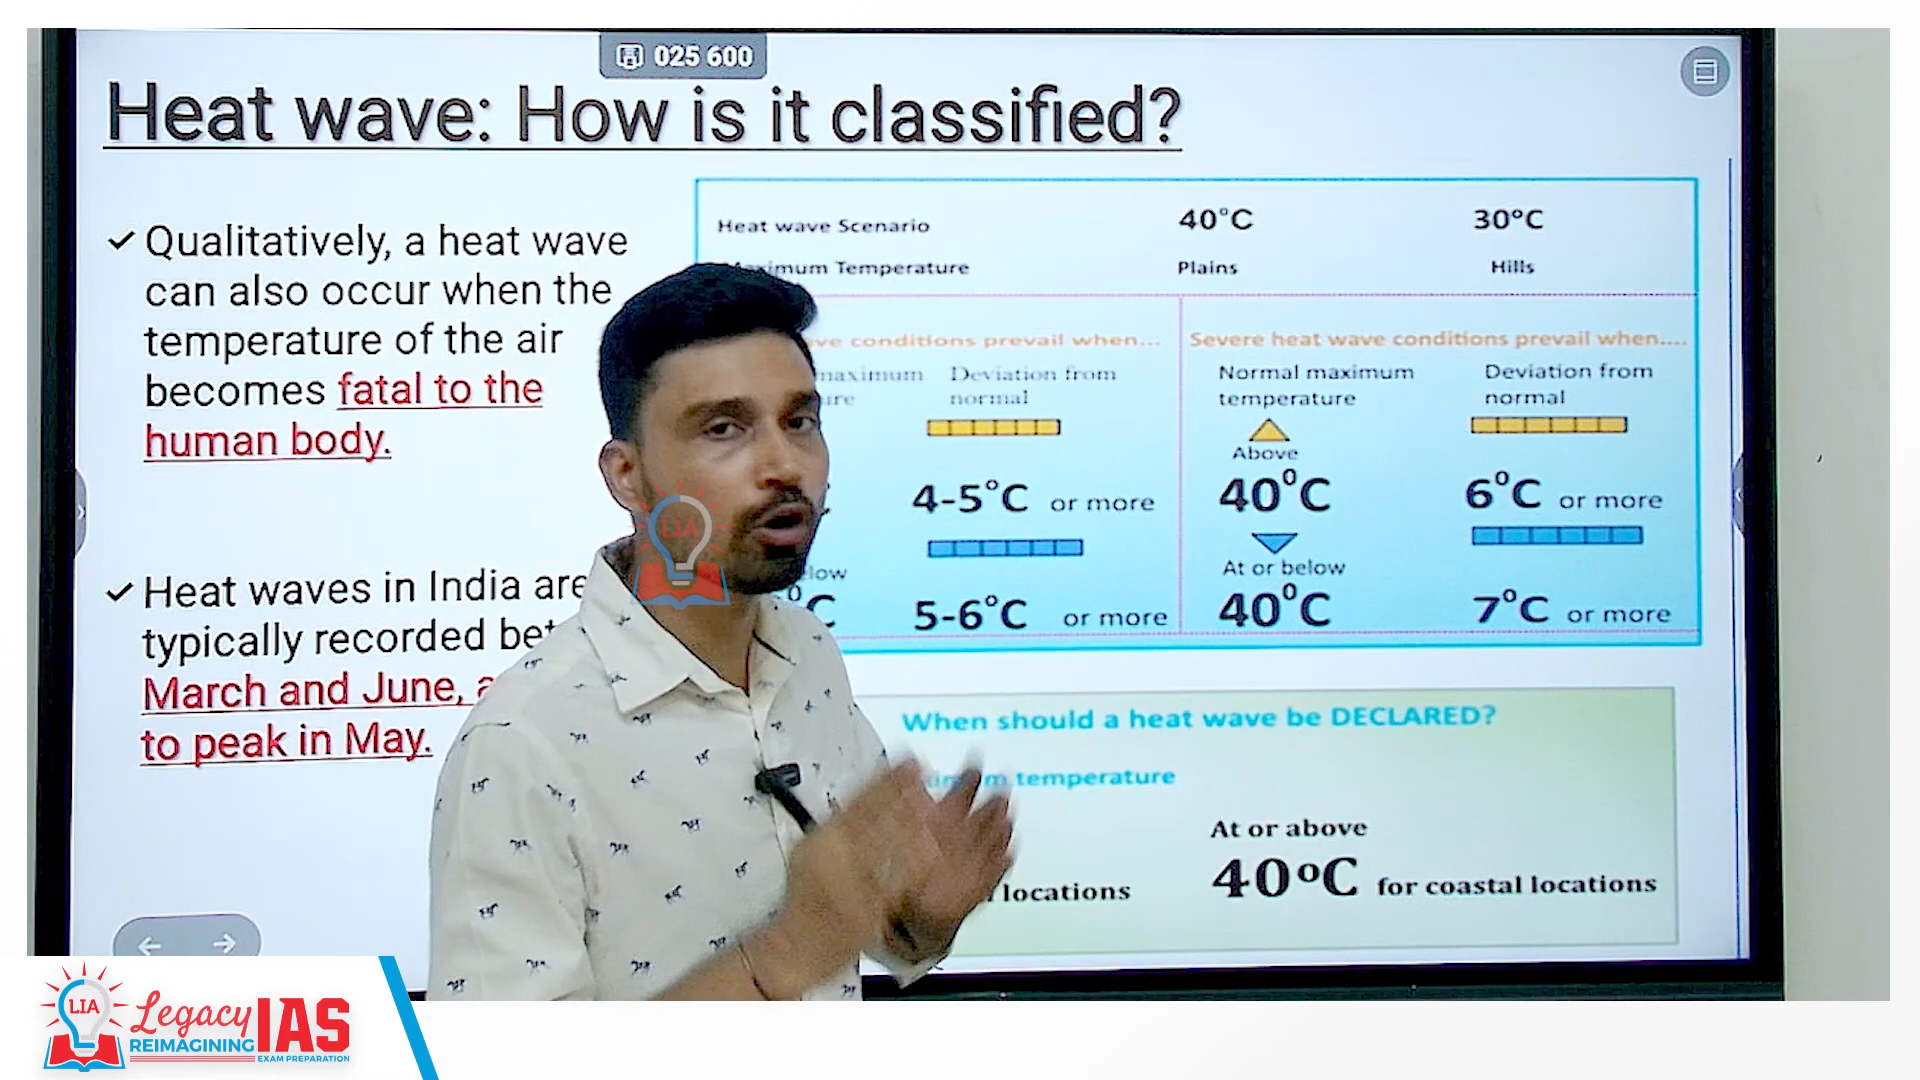 025 600
Heat wave: How is it classified?
✓ Qualitatively, a heat wave
can also occur when the
temperature of the air
becomes fatal to the
human body.
✓ Heat waves in India are
typically recorded
March and June,
to peak in May.
Heat wave Scenario 40°C 30°C
Temperature Plains Hills
conditions prevail when...
maximum Deviation from
normal
4-5°C or more
5-6°C or more
Severe heat wave conditions prevail when....
Normal maximum Deviation from
temperature normal
Above
40°C 6°C or more
At or below
40°C 7°C or more
When should a heat wave be DECLARED?
temperature
At or above
locations 40°C for coastal locations
LIA
LIA
Legacy IAS
REIMAGINING
EXAM PREPARATION